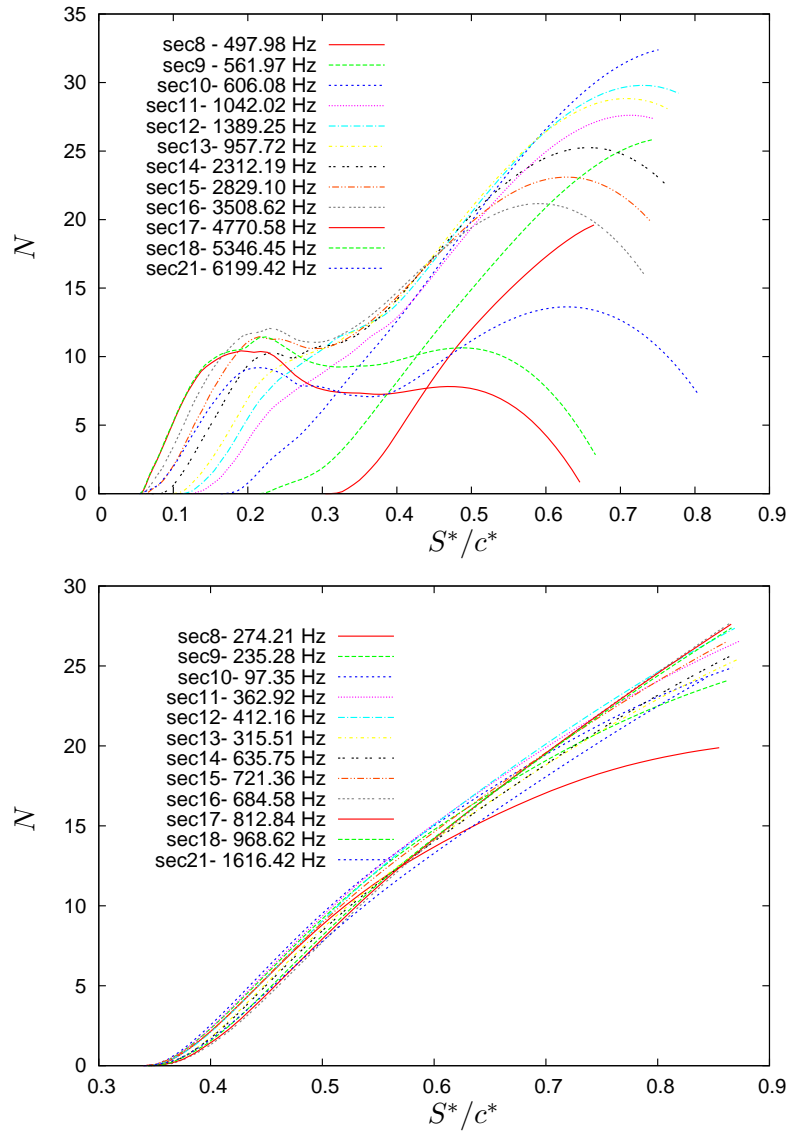 35
30
25
20
15
10
5
0
N
sec8 - 497.98 Hz
sec9 - 561.97 Hz
sec10- 606.08 Hz
sec11- 1042.02 Hz
sec12- 1389.25 Hz
sec13- 957.72 Hz
sec14- 2312.19 Hz
sec15- 2829.10 Hz
sec16- 3508.62 Hz
sec17- 4770.58 Hz
sec18- 5346.45 Hz
sec21- 6199.42 Hz
0 0.1 0.2 0.3 0.4 0.5 0.6 0.7 0.8 0.9
S*/c*
30
25
20
15
10
5
0
N
sec8- 274.21 Hz
sec9- 235.28 Hz
sec10- 97.35 Hz
sec11- 362.92 Hz
sec12- 412.16 Hz
sec13- 315.51 Hz
sec14- 635.75 Hz
sec15- 721.36 Hz
sec16- 684.58 Hz
sec17- 812.84 Hz
sec18- 968.62 Hz
sec21- 1616.42 Hz
0.3 0.4 0.5 0.6 0.7 0.8 0.9
S*/c*